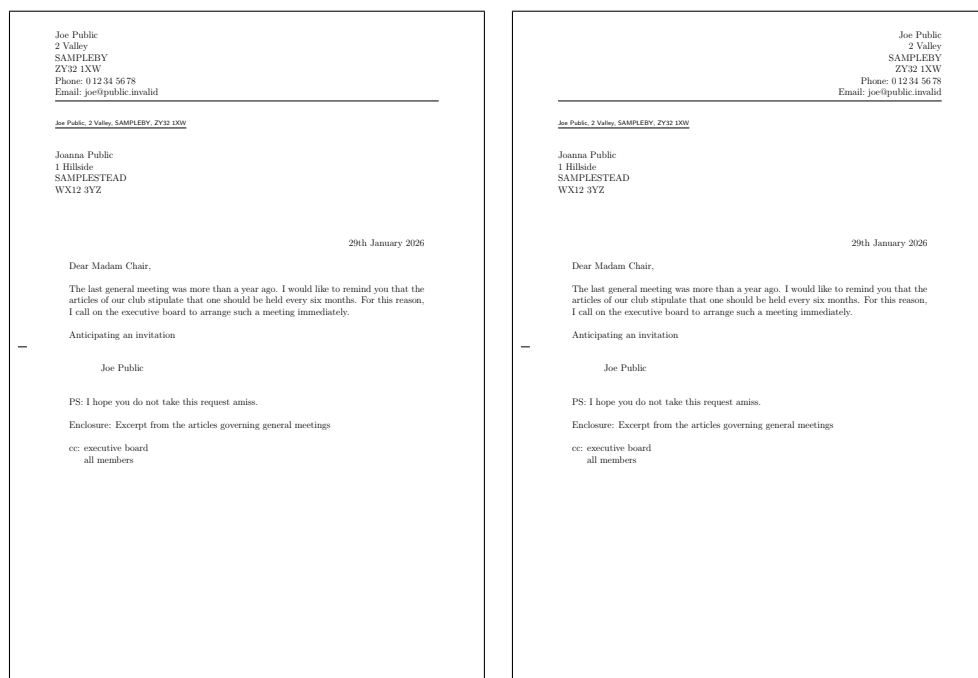 Joe Public
2 Valley
SAMPLEBY
ZY32 1XW
Phone: 0 12 34 56 78
Email: joe@public.invalid
Joe Public, 2 Valley, SAMPLEBY, ZY32 1XW
Joanna Public
1 Hillside
SAMPLESTEAD
WX12 3YZ
29th January 2026
Dear Madam Chair,
The last general meeting was more than a year ago. I would like to remind you that the
articles of our club stipulate that one should be held every six months. For this reason,
I call on the executive board to arrange such a meeting immediately.
Anticipating an invitation
Joe Public
PS: I hope you do not take this request amiss.
Enclosure: Excerpt from the articles governing general meetings
cc: executive board
all members
Joe Public
2 Valley
SAMPLEBY
ZY32 1XW
Phone: 0 12 34 56 78
Email: joe@public.invalid
Joe Public, 2 Valley, SAMPLEBY, ZY32 1XW
Joanna Public
1 Hillside
SAMPLESTEAD
WX12 3YZ
29th January 2026
Dear Madam Chair,
The last general meeting was more than a year ago. I would like to remind you that the
articles of our club stipulate that one should be held every six months. For this reason,
I call on the executive board to arrange such a meeting immediately.
Anticipating an invitation
Joe Public
PS: I hope you do not take this request amiss.
Enclosure: Excerpt from the articles governing general meetings
cc: executive board
all members